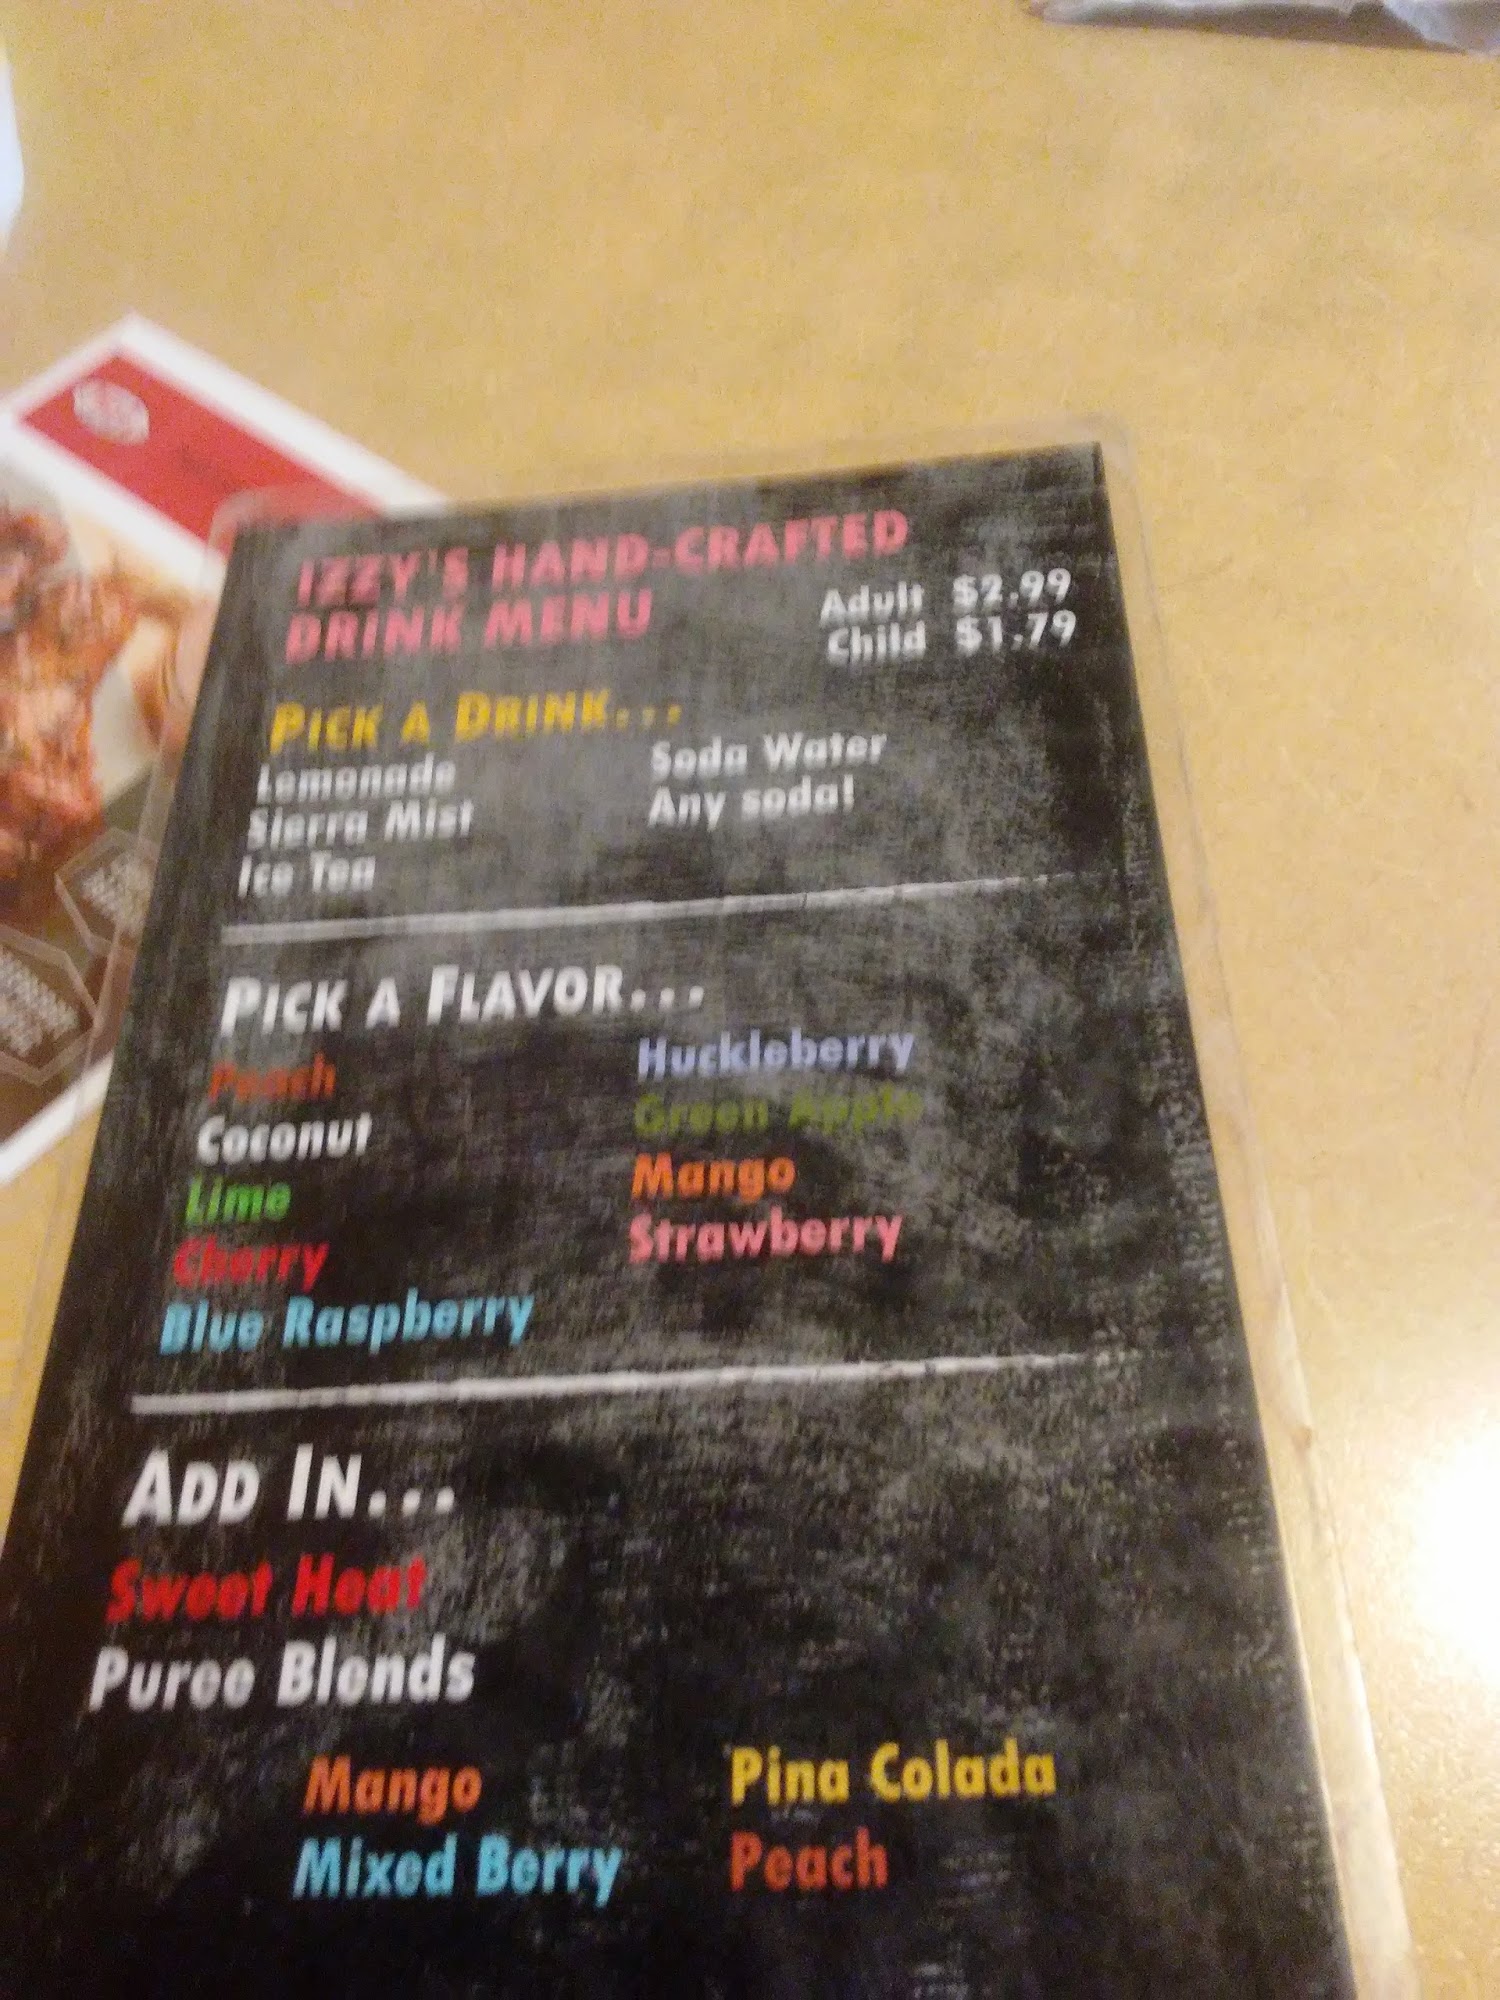 IZZY'S HAND-CRAFTED
DRINK MENU
Adult $2.99
Child $1.79
PICK A DRINK...
Lemonade
Sierra Mist
Ice Tea
Soda Water
Any soda!
PICK A FLAVOR...
Peach
Coconut
Lime
Cherry
Blue Raspberry
Huckleberry
Green Apple
Mango
Strawberry
ADD IN...
Sweet Heat
Puree Blends
Mango
Mixed Berry
Pina Colada
Peach